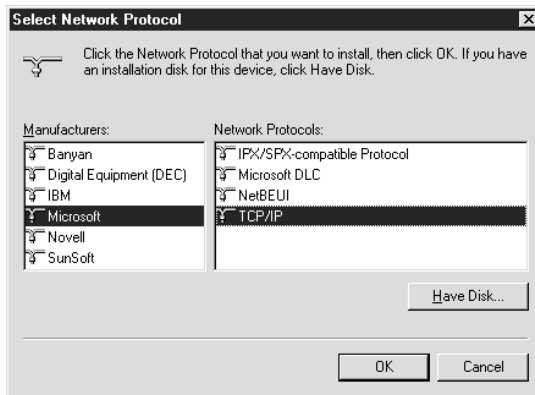 Select Network Protocol
Click the Network Protocol that you want to install, then click OK. If you have
an installation disk for this device, click Have Disk.
Manufacturers:
Banyan
Digital Equipment (DEC)
IBM
Microsoft
Novell
SunSoft
Network Protocols:
IPX/SPX-compatible Protocol
Microsoft DLC
NetBEUI
TCP/IP
Have Disk...
OK
Cancel